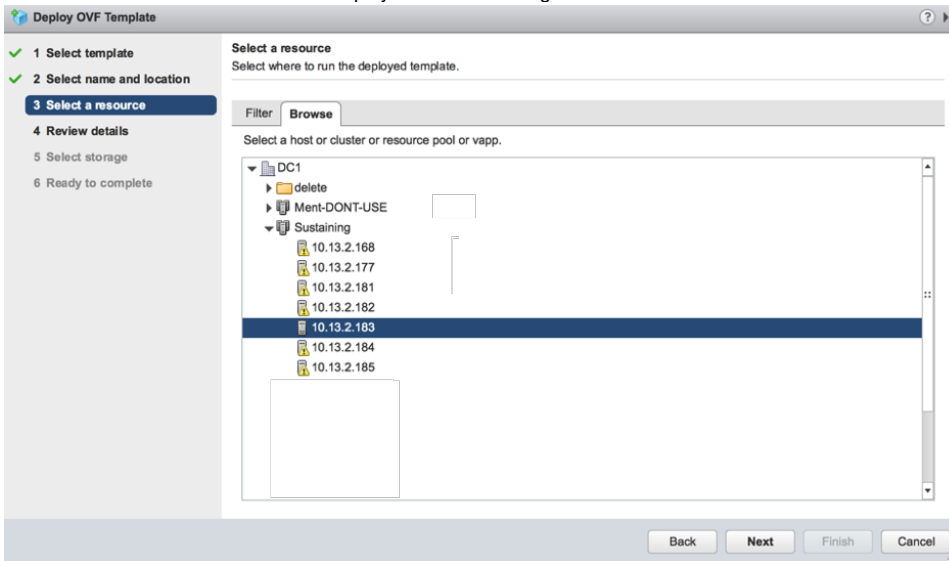 Deploy OVF Template
1 Select template
2 Select name and location
3 Select a resource
4 Review details
5 Select storage
6 Ready to complete
Select a resource
Select where to run the deployed template.
Filter Browse
Select a host or cluster or resource pool or vapp.
DC1
delete
Ment-DONT-USE
Sustaining
10.13.2.168
10.13.2.177
10.13.2.181
10.13.2.182
10.13.2.183
10.13.2.184
10.13.2.185
Back Next Finish Cancel